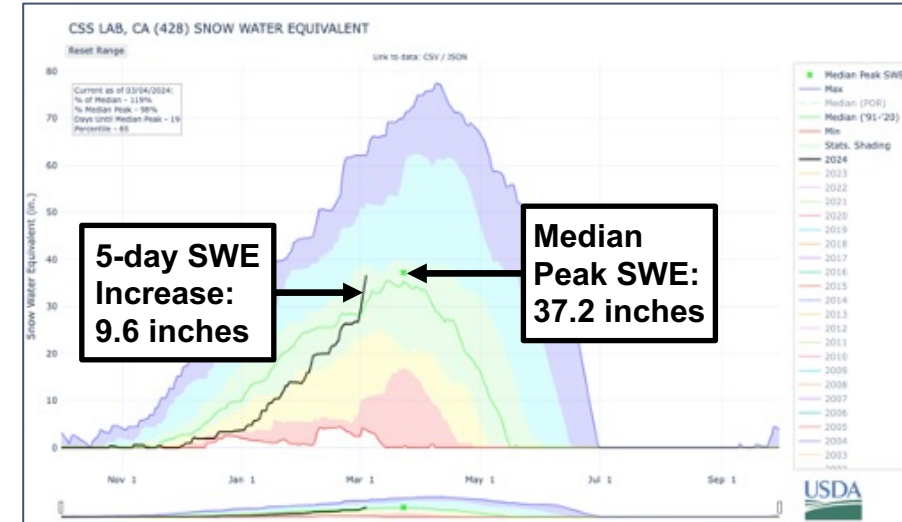 CSS LAB, CA (428) SNOW WATER EQUIVALENT
Reset Range
Link to data: CSV / JSON
Current as of 03/04/2024:
% of Median - 119%
% Median Peak - 98%
Days Until Median Peak - 19
Percentile - 65
Snow Water Equivalent (in.)
80
70
60
50
40
30
20
10
0
5-day SWE
Increase:
9.6 inches
Median
Peak SWE:
37.2 inches
Nov 1
Jan 1
Mar 1
May 1
Jul 1
Sep 1
Median Peak SWE
Max
Median (POR)
Median ('91-'20)
Min
Stats. Shading
2024
2023
2022
2021
2020
2019
2018
2017
2016
2015
2014
2013
2012
2011
2010
2009
2008
2007
2006
2005
2004
2003
USDA